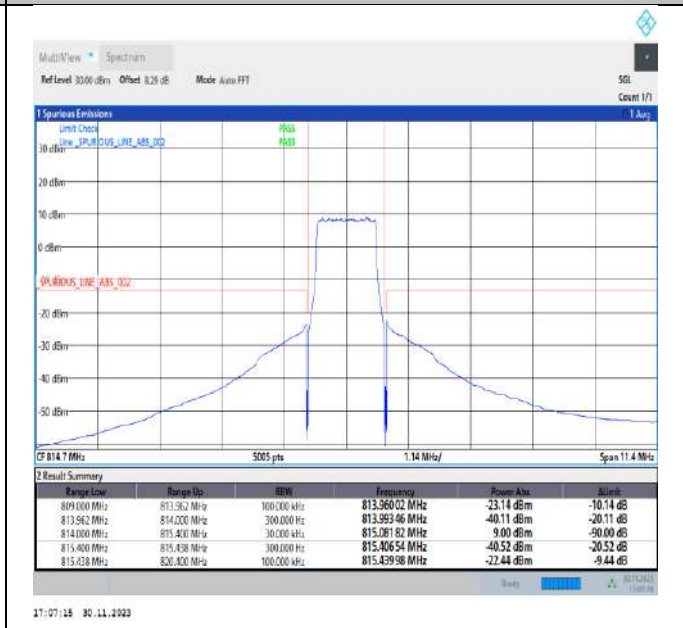 MultiView Spectrum
Ref Level 30.00 dBm Offset 8.29 dB Mode Auto FFT SGL
Count 1/1
1 Spurious Emissions 1 Avg
Limit Check PASS
Line _SPURIOUS_LINE_ABS_002 PASS
30 dBm
20 dBm
10 dBm
0 dBm
SPURIOUS_LINE_ABS_002
-20 dBm
-30 dBm
-40 dBm
-50 dBm
CF 814.7 MHz 5005 pts 1.14 MHz/ Span 11.4 MHz
2 Result Summary
Range Low Range Up RBW Frequency Power Abs ΔLimit
809.000 MHz 813.962 MHz 100.000 kHz 813.96002 MHz -23.14 dBm -10.14 dB
813.962 MHz 814.000 MHz 300.000 Hz 813.99346 MHz -40.11 dBm -20.11 dB
814.000 MHz 815.400 MHz 30.000 kHz 815.08182 MHz 9.00 dBm -90.00 dB
815.400 MHz 815.438 MHz 300.000 Hz 815.40654 MHz -40.52 dBm -20.52 dB
815.438 MHz 820.400 MHz 100.000 kHz 815.43998 MHz -22.44 dBm -9.44 dB
Ready 30.11.2023
17:07:15 30.11.2023